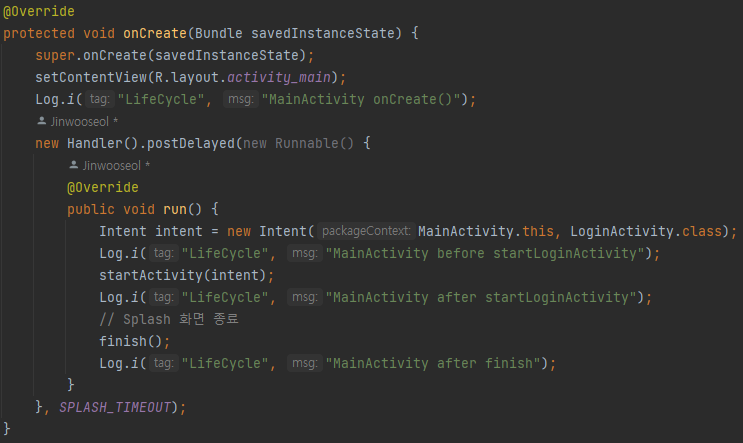 @Override
protected void onCreate(Bundle savedInstanceState) {
super.onCreate(savedInstanceState);
setContentView(R.layout.activity_main);
Log.i( tag: "LifeCycle", msg: "MainActivity onCreate()");
Jinwooseol *
new Handler().postDelayed(new Runnable() {
Jinwooseol *
@Override
public void run() {
Intent intent = new Intent( packageContext: MainActivity.this, LoginActivity.class);
Log.i( tag: "LifeCycle", msg: "MainActivity before startLoginActivity");
startActivity(intent);
Log.i( tag: "LifeCycle", msg: "MainActivity after startLoginActivity");
// Splash 화면 종료
finish();
Log.i( tag: "LifeCycle", msg: "MainActivity after finish");
}
}, SPLASH_TIMEOUT);
}